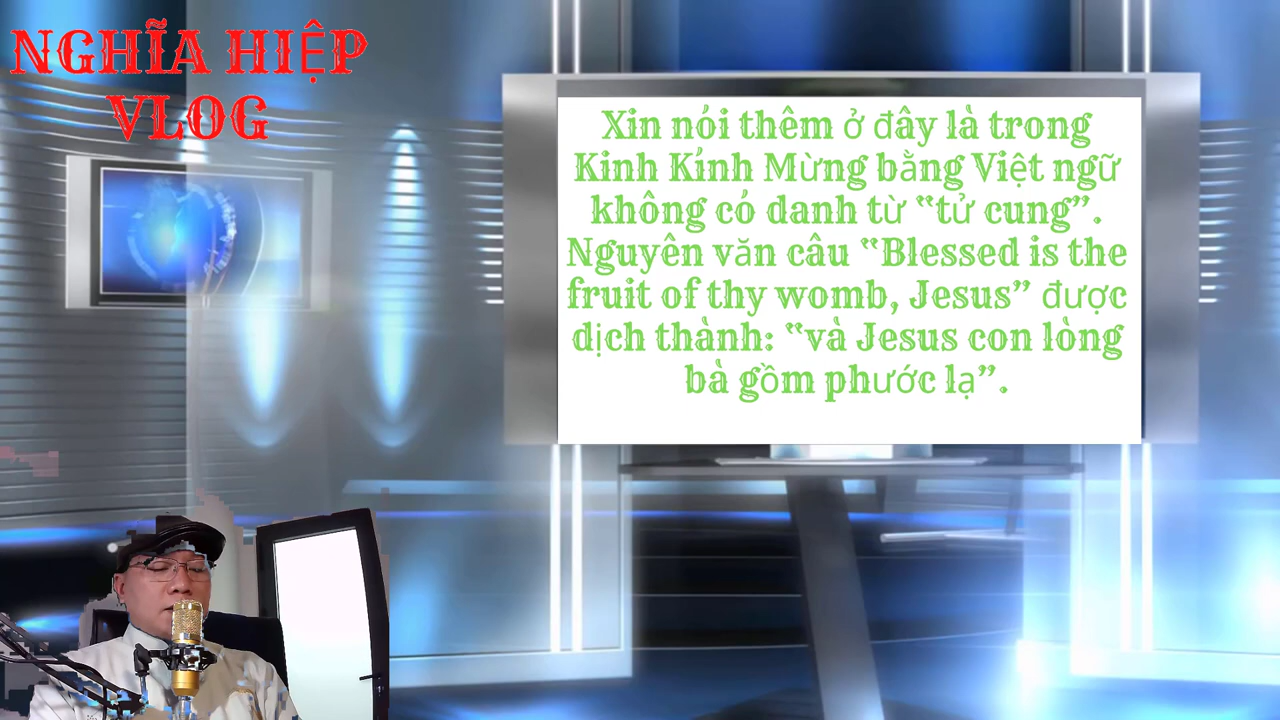 NGHĨA HIỆP
VLOG
Xin nói thêm ở đây là trong
Kinh Kính Mừng bằng Việt ngữ
không có danh từ “tử cung”.
Nguyên văn câu “Blessed is the
fruit of thy womb, Jesus” được
dịch thành: “và Jesus con lòng
bà gồm phước lạ”.